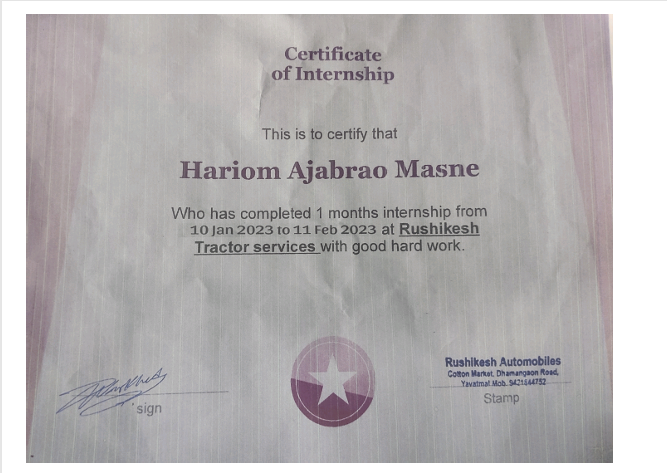 Certificate
of Internship
This is to certify that
Hariom Ajabrao Masne
Who has completed 1 months internship from
10 Jan 2023 to 11 Feb 2023 at Rushikesh
Tractor services with good hard work.
Rushikesh Automobiles
Cotton Market, Dhamangaon Road,
Yavatmal Mob.
sign
Stamp